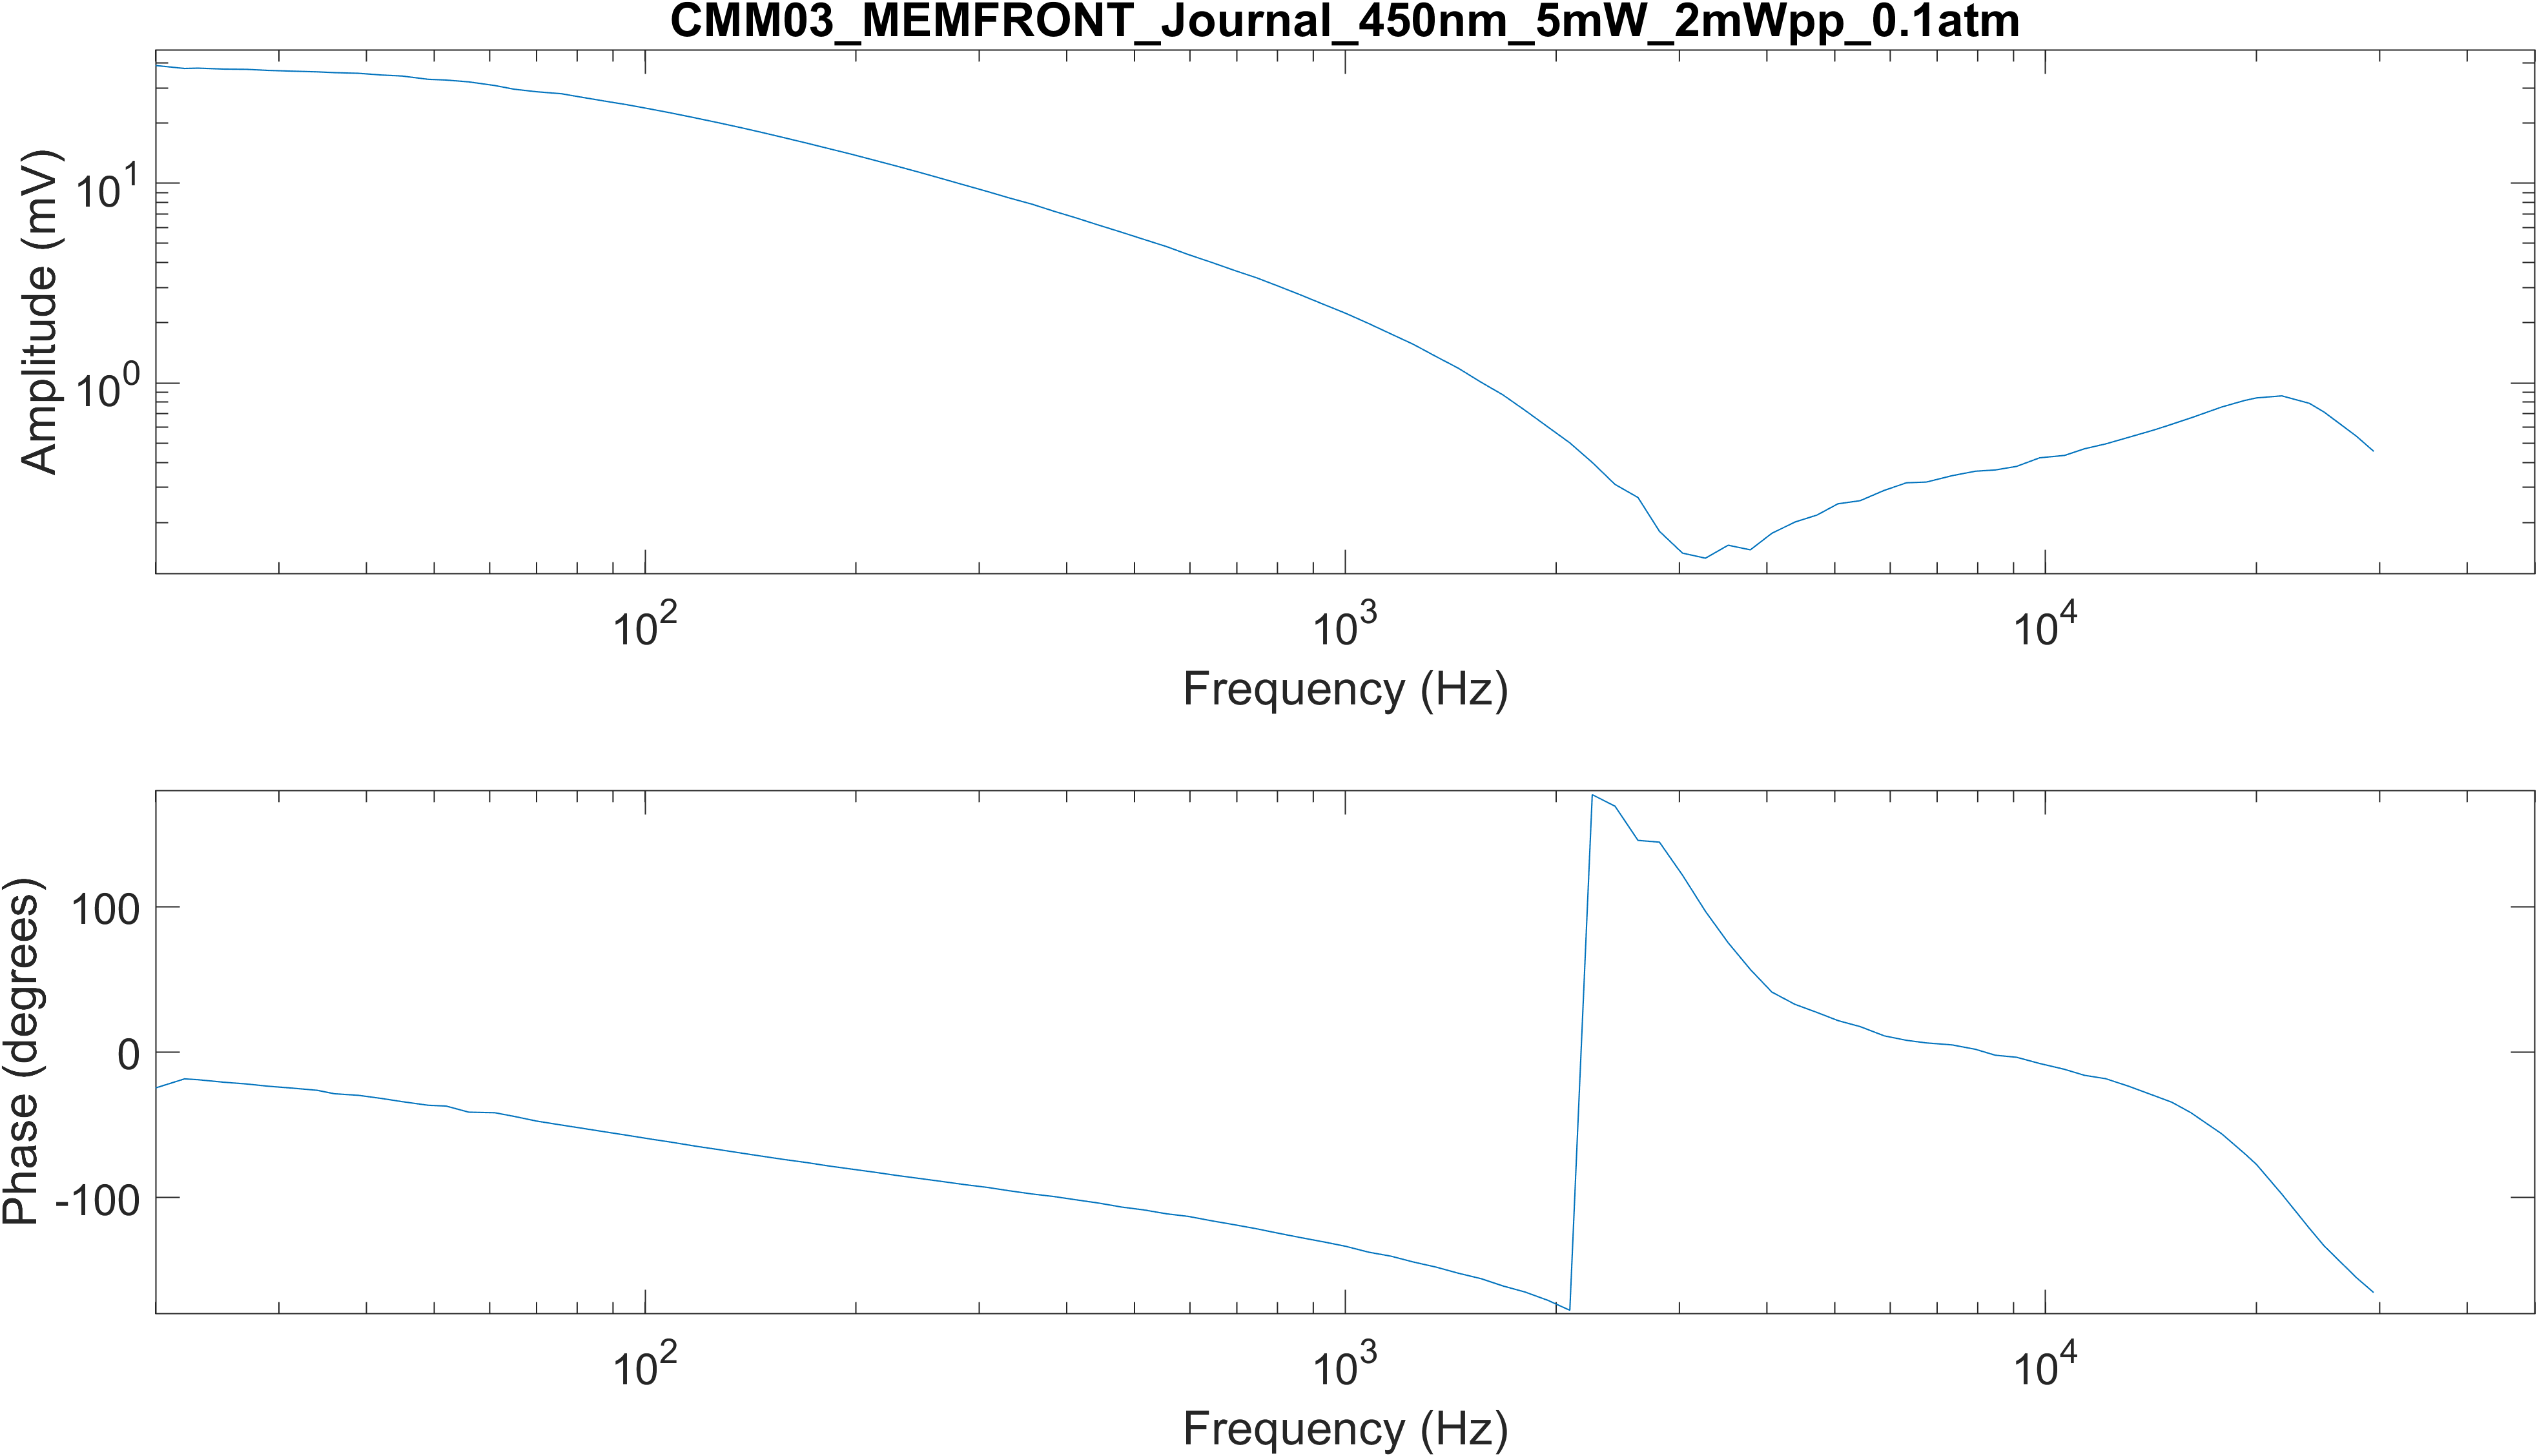 CMM03_MEMFRONT_Journal_450nm_5mW_2mWpp_0.1atm
Amplitude (mV)
10^1
10^0
10^2
10^3
10^4
Frequency (Hz)
Phase (degrees)
100
0
-100
10^2
10^3
10^4
Frequency (Hz)